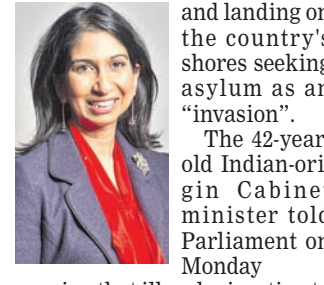 and landing on
the country's
shores seeking
asylum as an
"invasion".
The 42-year-
old Indian-ori-
gin Cabinet
minister told
Parliament on
Monday